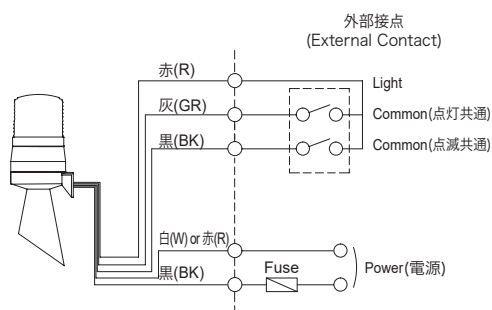 外部接点
(External Contact)
赤(R)
Light
灰(GR)
Common(点灯共通)
黒(BK)
Common(点滅共通)
白(W) or 赤(R)
黒(BK)
Fuse
Power(電源)